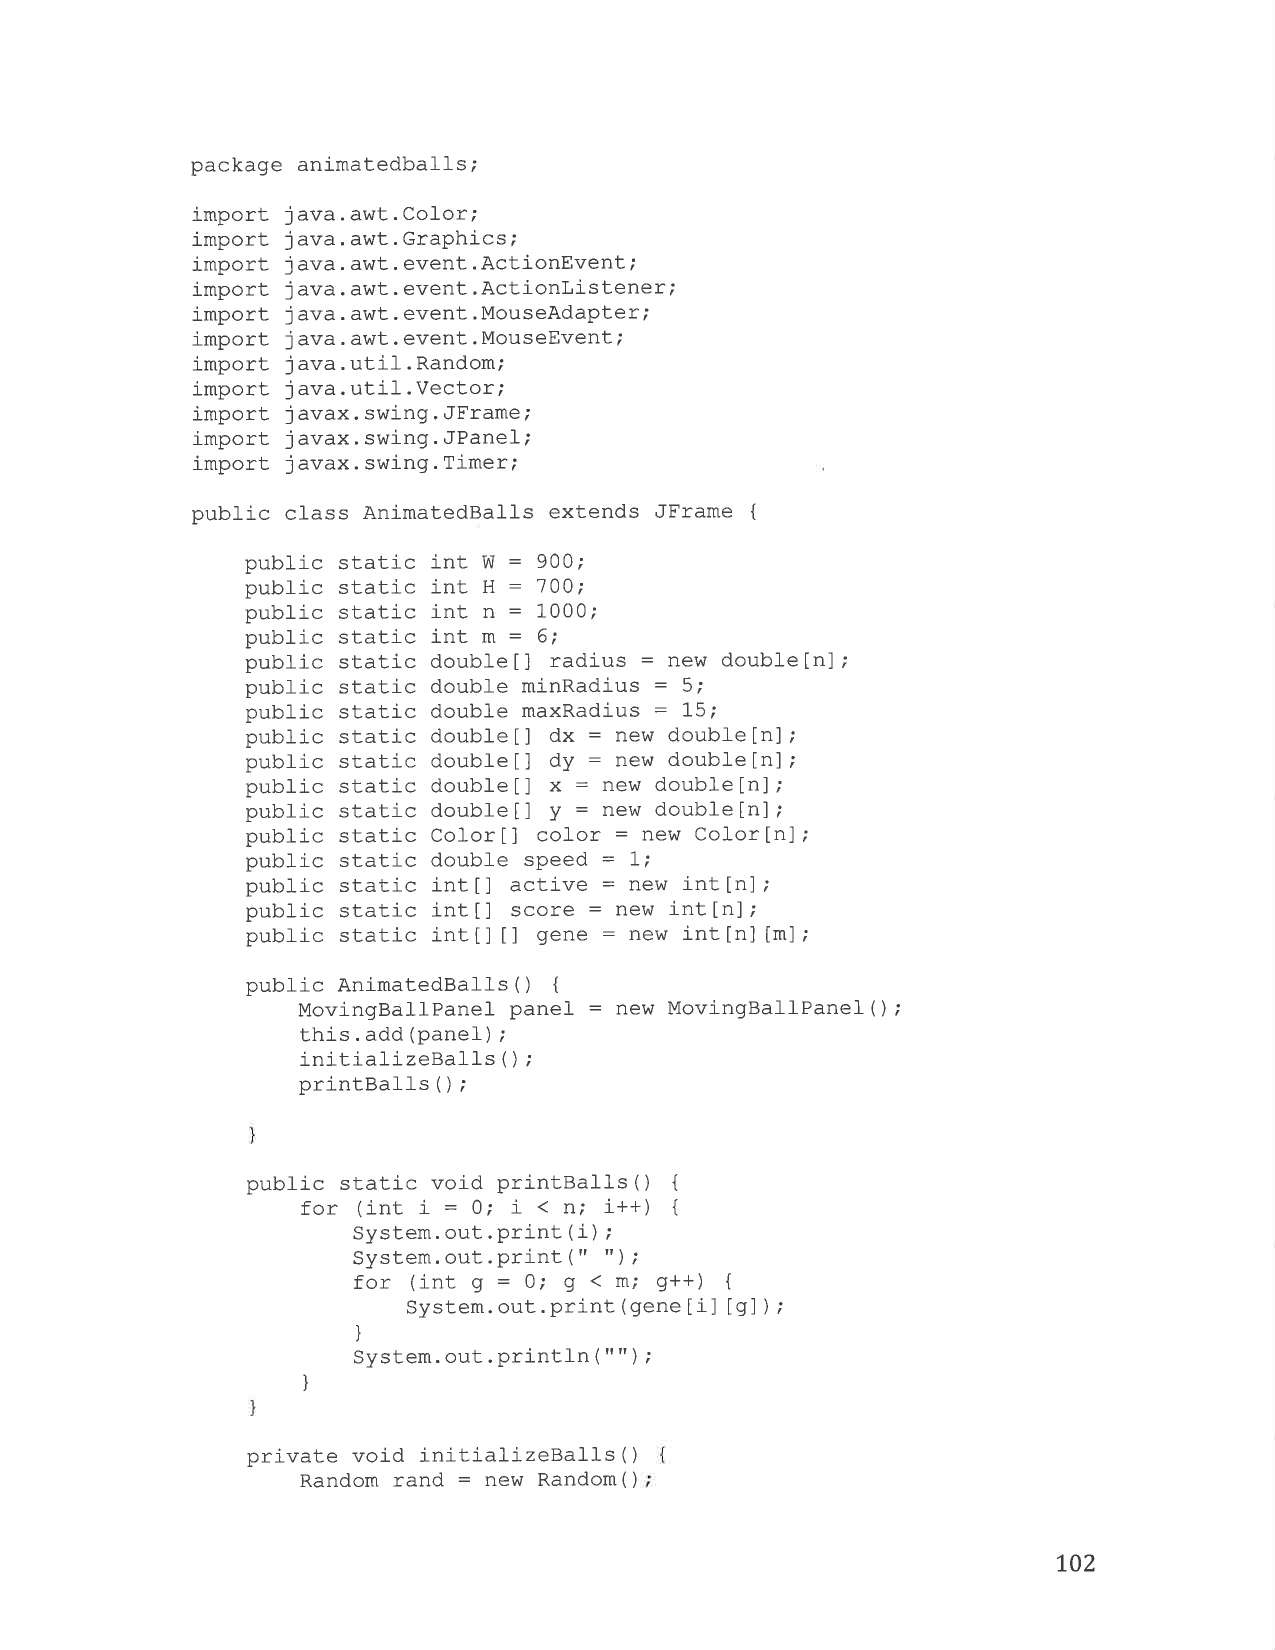 package animatedballs;

import java.awt.Color;
import java.awt.Graphics;
import java.awt.event.ActionEvent;
import java.awt.event.ActionListener;
import java.awt.event.MouseAdapter;
import java.awt.event.MouseEvent;
import java.util.Random;
import java.util.Vector;
import javax.swing.JFrame;
import javax.swing.JPanel;
import javax.swing.Timer;

public class AnimatedBalls extends JFrame {

    public static int W = 900;
    public static int H = 700;
    public static int n = 1000;
    public static int m = 6;
    public static double[] radius = new double[n];
    public static double minRadius = 5;
    public static double maxRadius = 15;
    public static double[] dx = new double[n];
    public static double[] dy = new double[n];
    public static double[] x = new double[n];
    public static double[] y = new double[n];
    public static Color[] color = new Color[n];
    public static double speed = 1;
    public static int[] active = new int[n];
    public static int[] score = new int[n];
    public static int[][] gene = new int[n][m];

    public AnimatedBalls() {
        MovingBallPanel panel = new MovingBallPanel();
        this.add(panel);
        initializeBalls();
        printBalls();

    }

    public static void printBalls() {
        for (int i = 0; i < n; i++) {
            System.out.print(i);
            System.out.print(" ");
            for (int g = 0; g < m; g++) {
                System.out.print(gene[i][g]);
            }
            System.out.println("");
        }
    }

    private void initializeBalls() {
        Random rand = new Random();

102